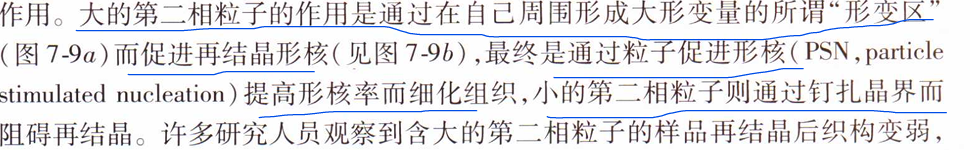 作用。大的第二相粒子的作用是通过在自己周围形成大形变量的所谓“形变区”
(图 7-9a)而促进再结晶形核(见图 7-9b),最终是通过粒子促进形核(PSN,particle
stimulated nucleation)提高形核率而细化组织,小的第二相粒子则通过钉扎晶界而
阻碍再结晶。许多研究人员观察到含大的第二相粒子的样品再结晶后织构变弱,